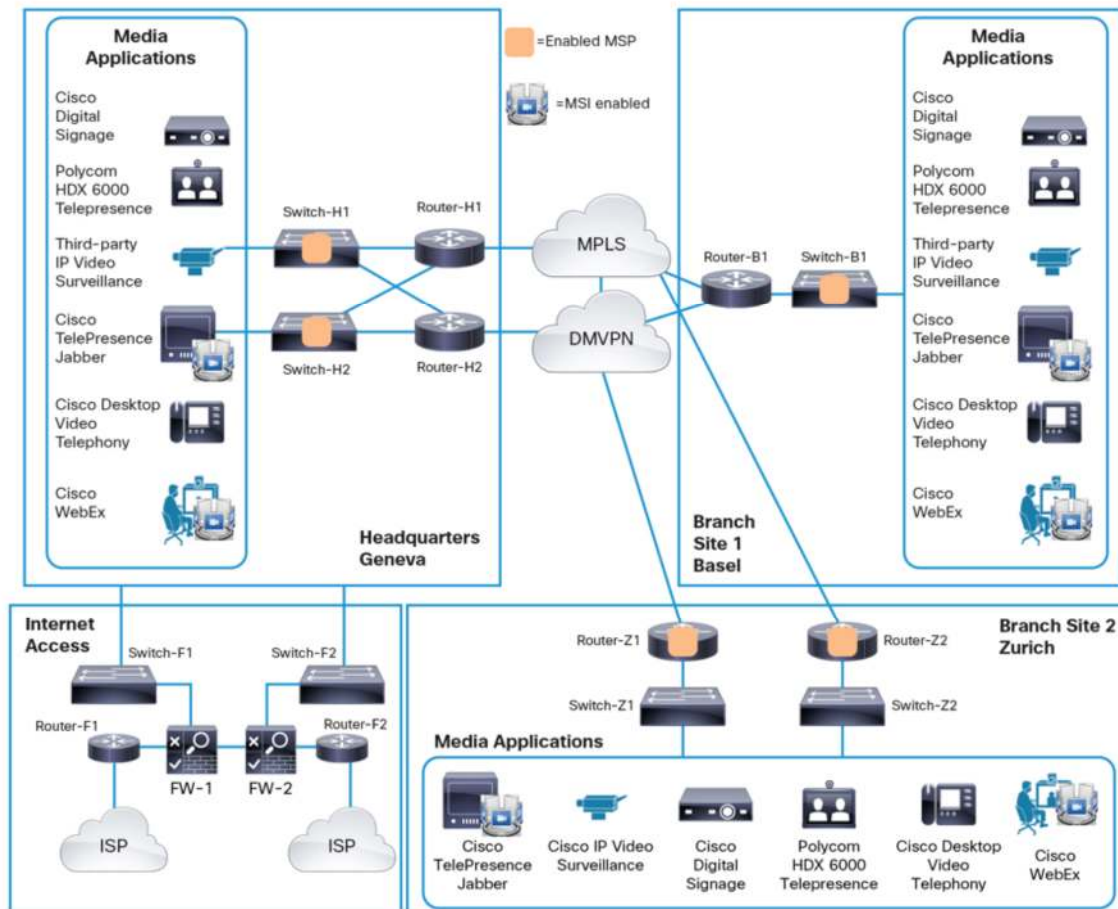 Media
Applications
Cisco
Digital
Signage
Polycom
HDX 6000
Telepresence
Third-party
IP Video
Surveillance
Cisco
TelePresence
Jabber
Cisco Desktop
Video
Telephony
Cisco
WebEx
Switch-H1
Router-H1
Switch-H2
Router-H2
Headquarters
Geneva
=Enabled MSP
=MSI enabled
MPLS
DMVPN
Router-B1
Switch-B1
Branch
Site 1
Basel
Media
Applications
Cisco
Digital
Signage
Polycom
HDX 6000
Telepresence
Third-party
IP Video
Surveillance
Cisco
TelePresence
Jabber
Cisco Desktop
Video
Telephony
Cisco
WebEx
Internet
Access
Switch-F1
Switch-F2
Router-F1
Router-F2
FW-1
FW-2
ISP
ISP
Branch Site 2
Zurich
Router-Z1
Router-Z2
Switch-Z1
Switch-Z2
Media Applications
Cisco
TelePresence
Jabber
Cisco IP Video
Surveillance
Cisco
Digital
Signage
Polycom
HDX 6000
Telepresence
Cisco Desktop
Video
Telephony
Cisco
WebEx